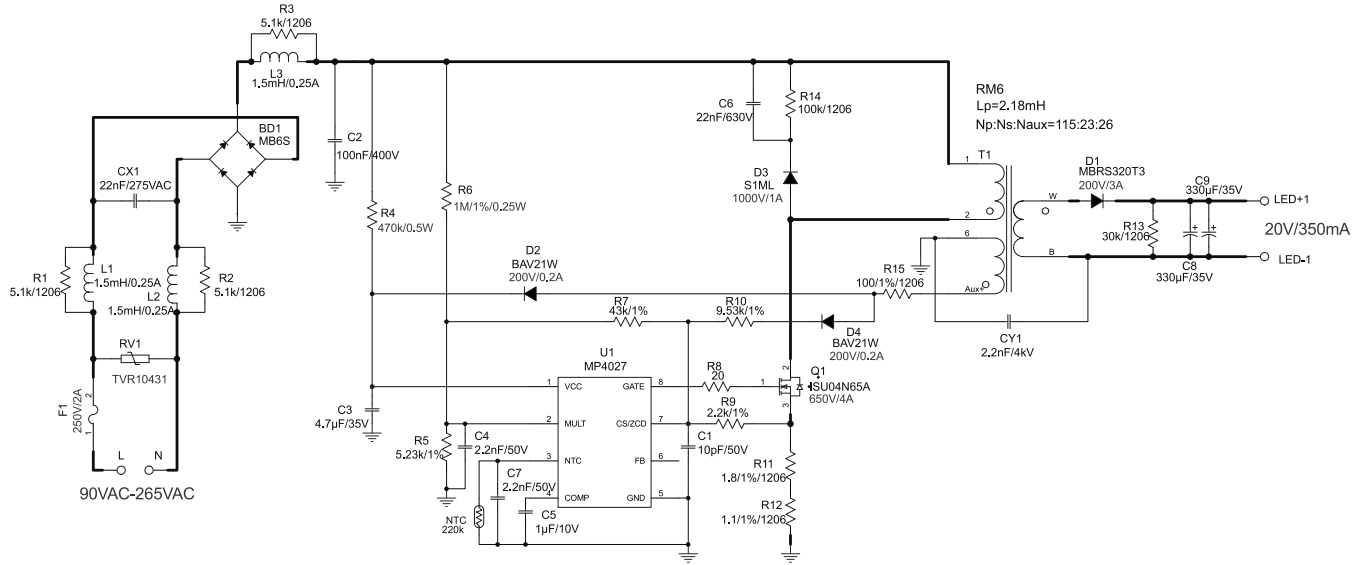 R3
5.1k/1206
L3
1.5mH/0.25A
BD1
MB6S
CX1
22nF/275VAC
C2
100nF/400V
R1
5.1k/1206
L1
1.5mH/0.25A
L2
1.5mH/0.25A
R2
5.1k/1206
RV1
TVR10431
F1
250V/2A
2
1
L
N
90VAC-265VAC
R4
470k/0.5W
R6
1M/1%/0.25W
C6
22nF/630V
R14
100k/1206
D3
S1ML
1000V/1A
RM6
Lp=2.18mH
Np:Ns:Naux=115:23:26
T1
1
2
6
Aux+
W
B
D1
MBRS320T3
200V/3A
C9
330µF/35V
R13
30k/1206
C8
330µF/35V
LED+1
20V/350mA
LED-1
D2
BAV21W
200V/0.2A
R15
100/1%/1206
R7
43k/1%
R10
9.53k/1%
D4
BAV21W
200V/0.2A
CY1
2.2nF/4kV
U1
MP4027
1
VCC
GATE
8
2
MULT
CS/ZCD
7
3
NTC
FB
6
4
COMP
GND
5
R8
20
2
1
3
Q1
ISU04N65A
650V/4A
R9
2.2k/1%
C3
4.7µF/35V
R5
5.23k/1%
C4
2.2nF/50V
C7
2.2nF/50V
C1
10pF/50V
R11
1.8/1%/1206
R12
1.1/1%/1206
NTC
220k
C5
1µF/10V